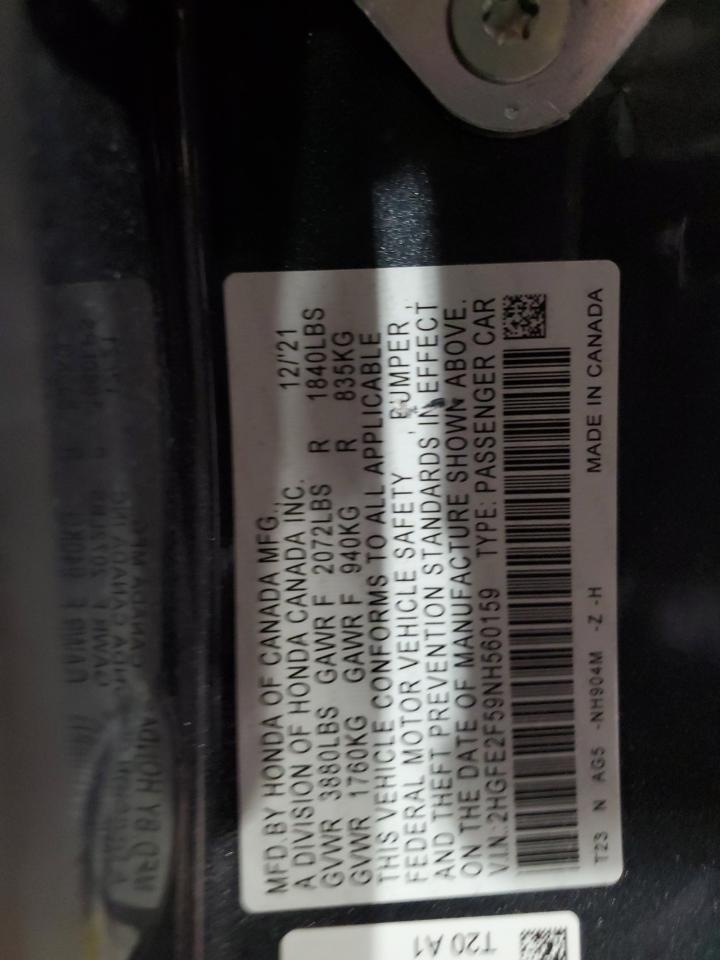 MFD. BY HONDA OF CANADA MFG., 12/'21
A DIVISION OF HONDA CANADA INC.
GVWR 3880LBS GAWR F 2072LBS R 1840LBS
GVWR 1760KG GAWR F 940KG R 835KG
THIS VEHICLE CONFORMS TO ALL APPLICABLE
FEDERAL MOTOR VEHICLE SAFETY, BUMPER,
AND THEFT PREVENTION STANDARDS IN EFFECT
ON THE DATE OF MANUFACTURE SHOWN ABOVE.
V.I.N.: 2HGFE2F59NH560159 TYPE: PASSENGER CAR
T23 N AG5 -NH904M -Z -H MADE IN CANADA
T20 A1